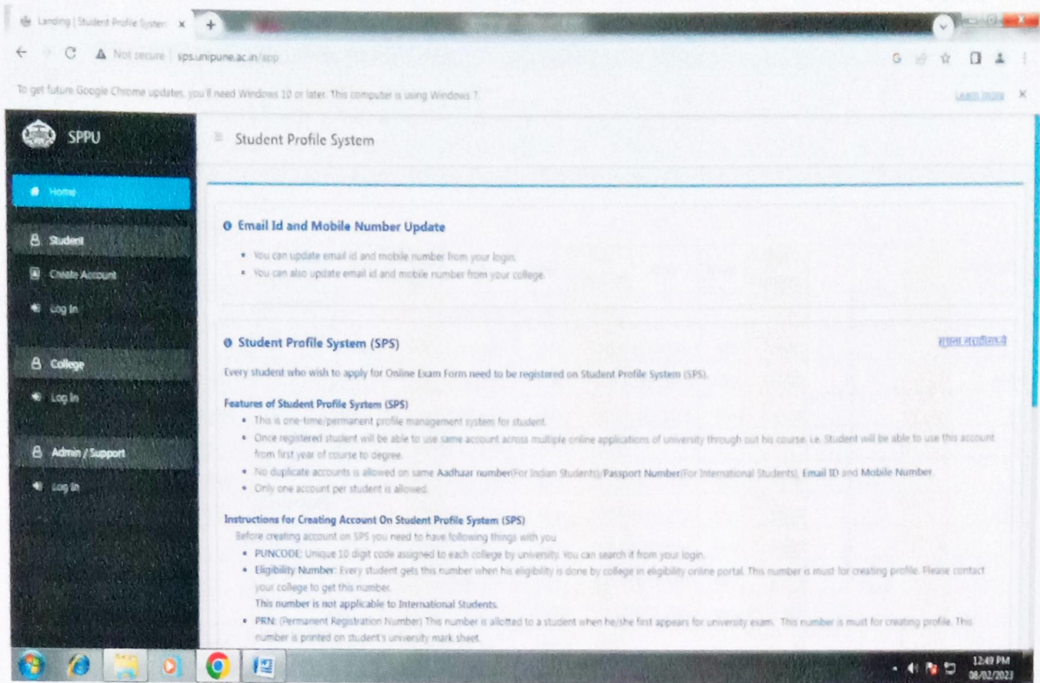 Landing | Student Profile System
Not secure | sps.unipune.ac.in/app
To get future Google Chrome updates, you'll need Windows 10 or later. This computer is using Windows 7.
Learn more
SPPU
Student Profile System
Home
Student
Create Account
Log In
College
Log In
Admin / Support
Log In
Email Id and Mobile Number Update
You can update email id and mobile number from your login.
You can also update email id and mobile number from your college.
Student Profile System (SPS)
सूचना मराठीमध्ये
Every student who wish to apply for Online Exam Form need to be registered on Student Profile System (SPS).
Features of Student Profile System (SPS)
This is one-time/permanent profile management system for student.
Once registered student will be able to use same account across multiple online applications of university through out his course. i.e. Student will be able to use this account
from first year of course to degree.
No duplicate accounts is allowed on same Aadhaar number(For Indian Students)/Passport Number(For International Students), Email ID and Mobile Number.
Only one account per student is allowed.
Instructions for Creating Account On Student Profile System (SPS)
Before creating account on SPS you need to have following things with you
PUNCODE: Unique 10 digit code assigned to each college by university. You can search it from your login.
Eligibility Number: Every student gets this number when his eligibility is done by college in eligibility online portal. This number is must for creating profile. Please contact
your college to get this number.
This number is not applicable to International Students.
PRN: (Permanent Registration Number) This number is allotted to a student when he/she first appears for university exam. This number is must for creating profile. This
number is printed on student's university mark sheet.
12:49 PM
08/02/2023